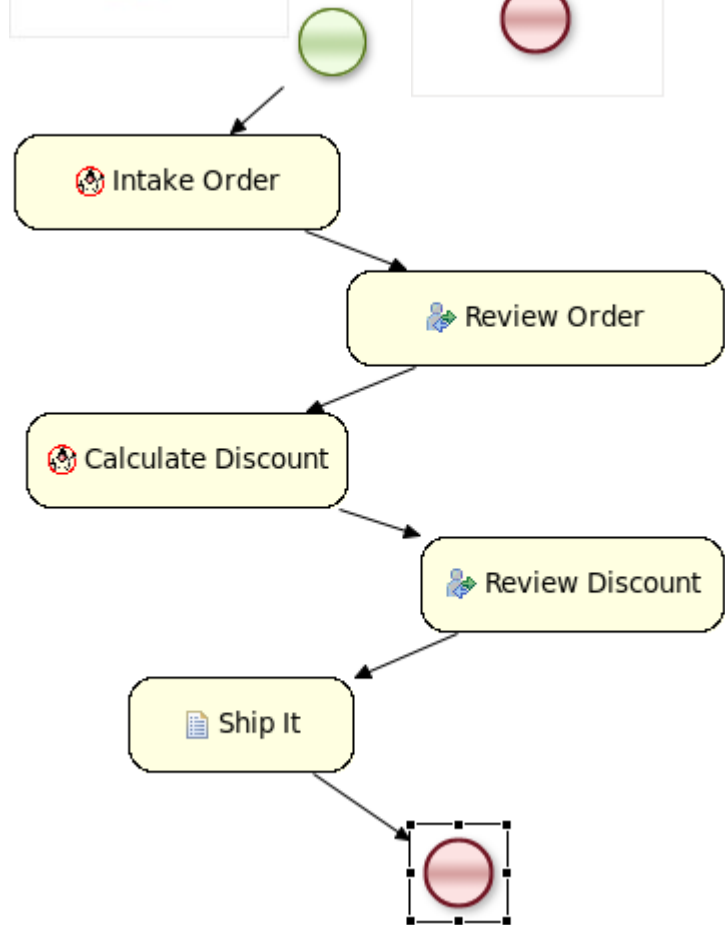 Intake Order
Review Order
Calculate Discount
Review Discount
Ship It